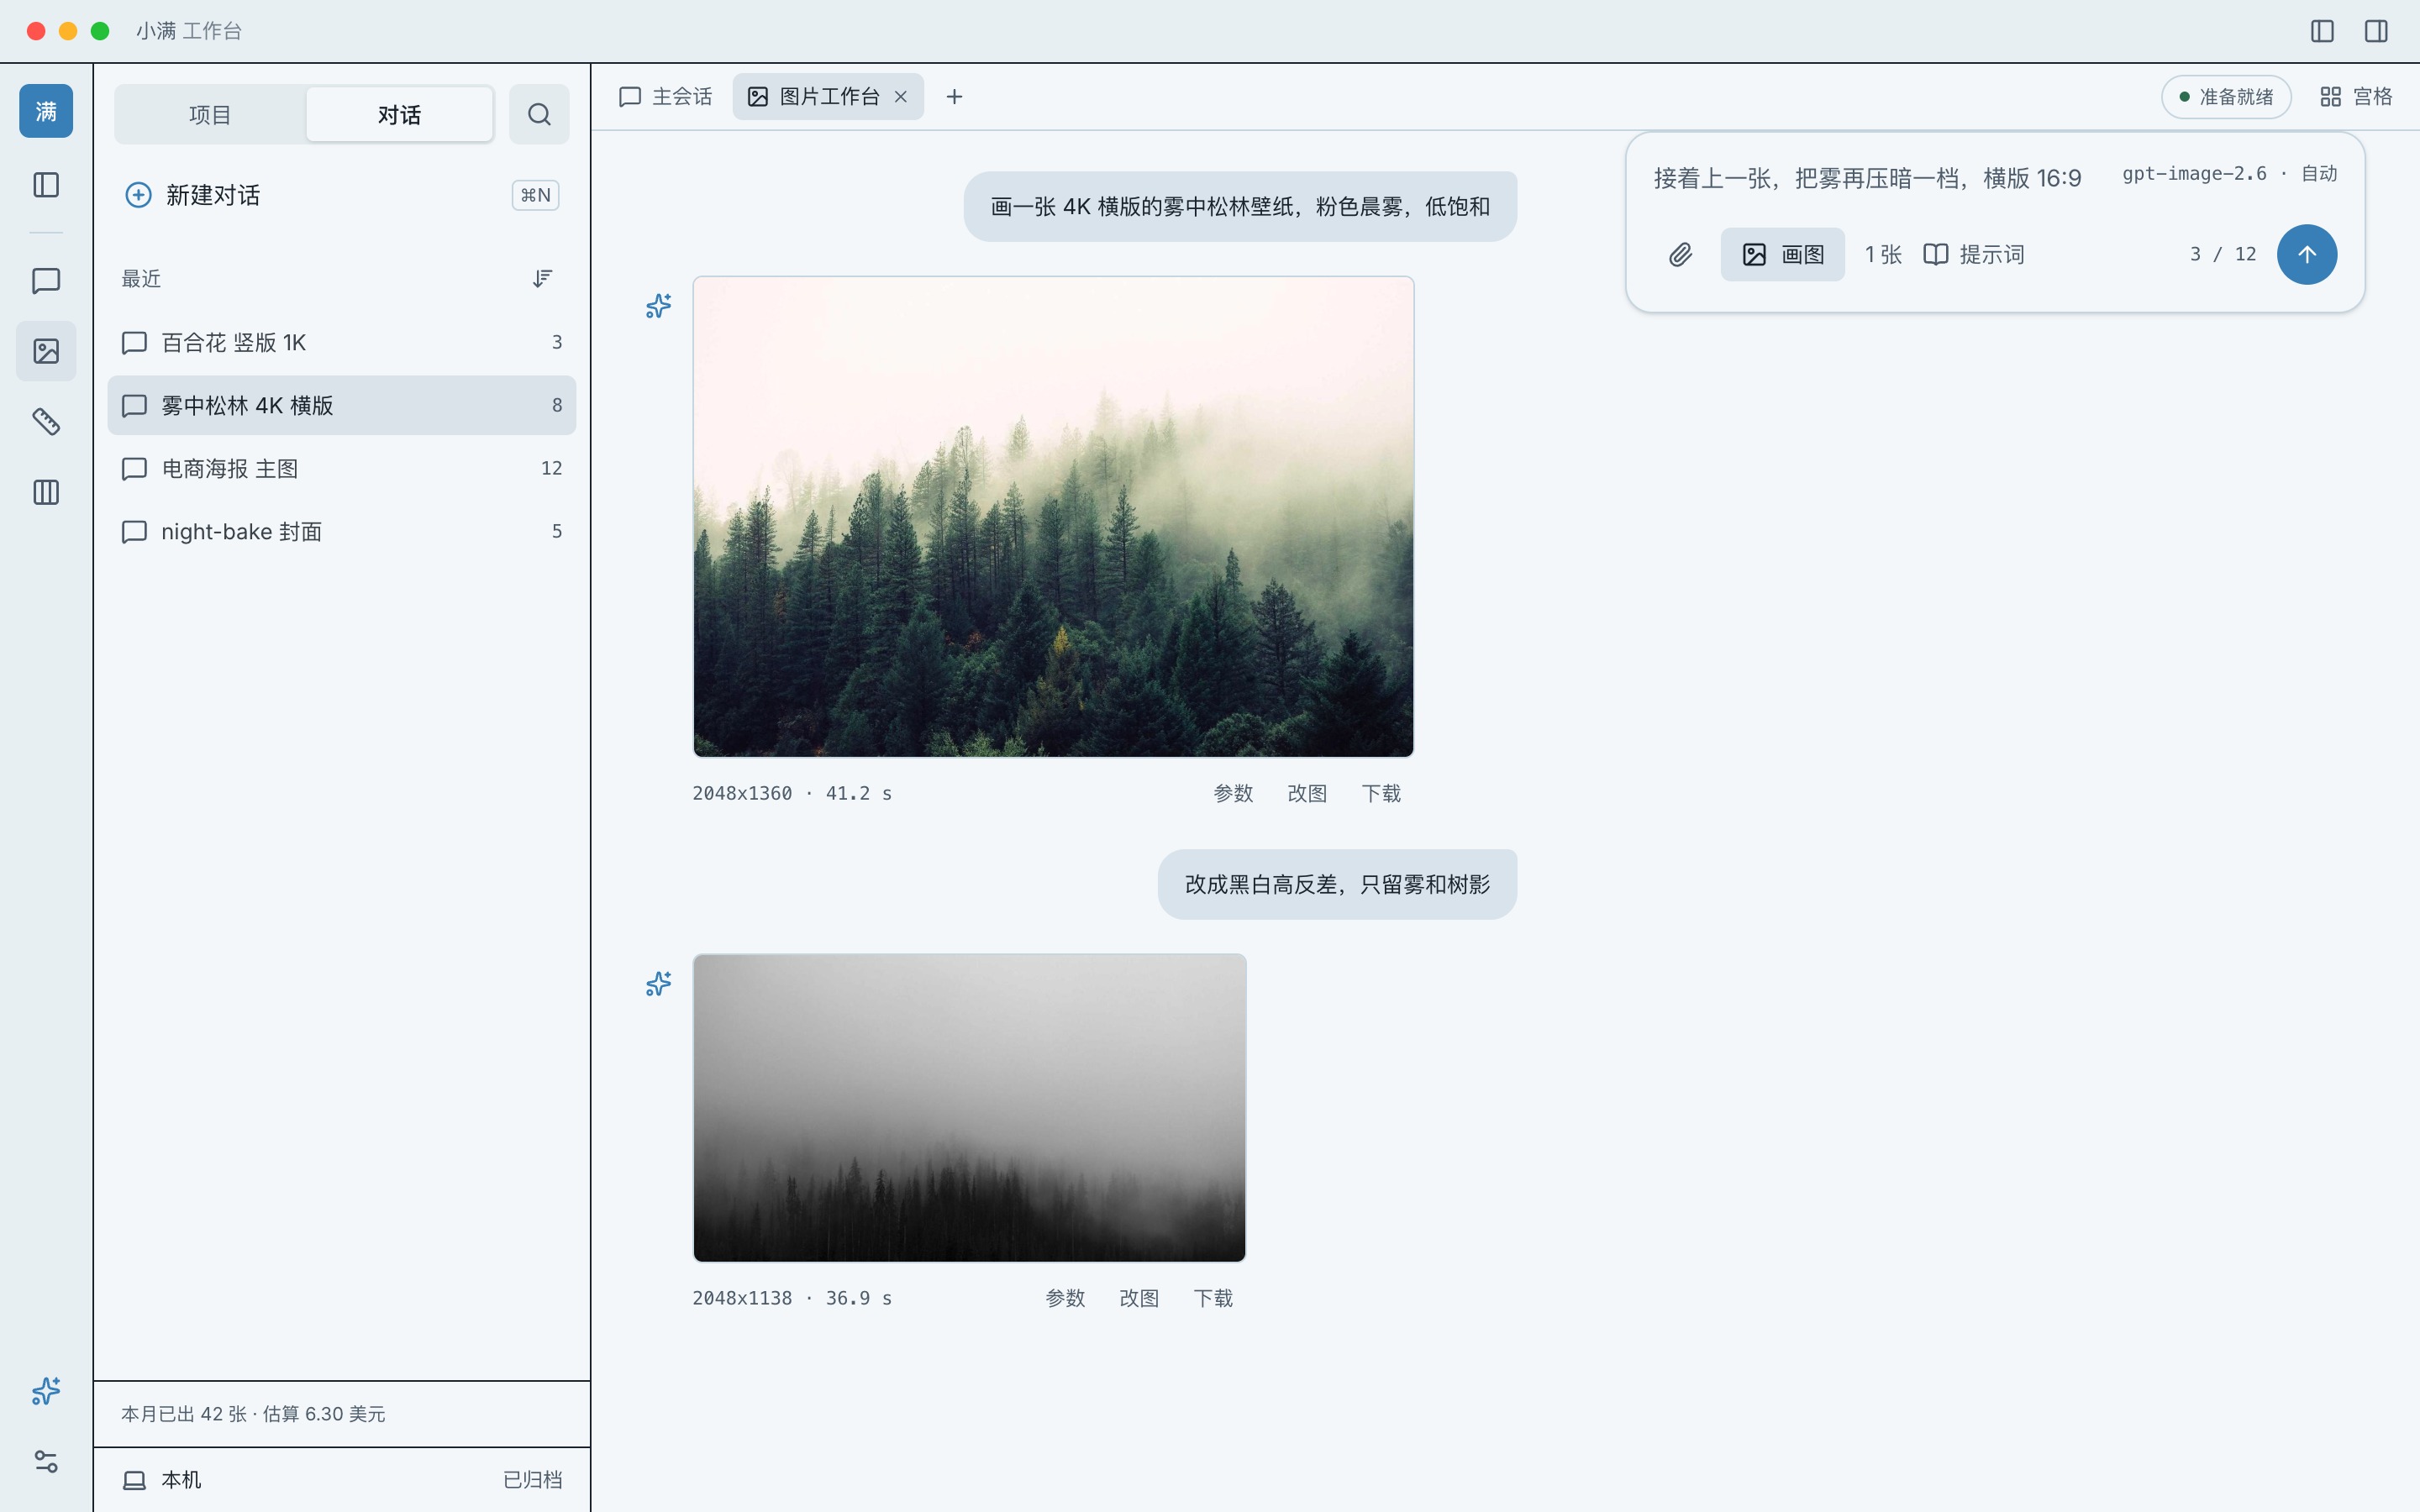 小满 工作台
满
项目
对话
新建对话
⌘N
最近
百合花 竖版 1K
3
雾中松林 4K 横版
8
电商海报 主图
12
night-bake 封面
5
本月已出 42 张 · 估算 6.30 美元
本机
已归档
主会话
图片工作台
准备就绪
宫格
画一张 4K 横版的雾中松林壁纸，粉色晨雾，低饱和
2048x1360 · 41.2 s
参数
改图
下载
改成黑白高反差，只留雾和树影
2048x1138 · 36.9 s
参数
改图
下载
接着上一张，把雾再压暗一档，横版 16:9
gpt-image-2.6 · 自动
画图
1 张
提示词
3 / 12